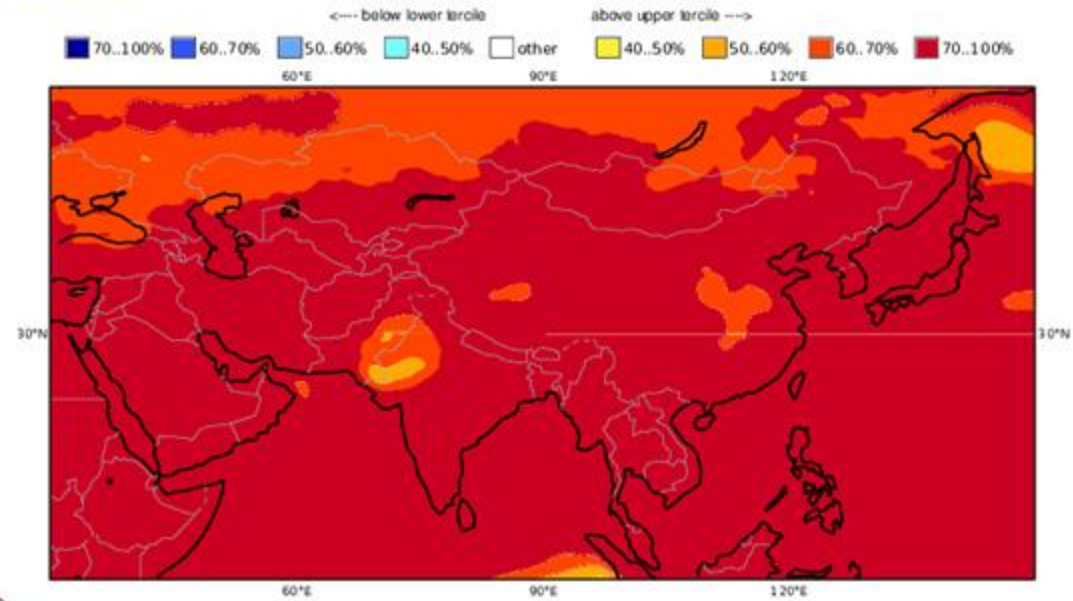 <---- below lower tercile above upper tercile ---->
70..100% 60..70% 50..60% 40..50% other 40..50% 50..60% 60..70% 70..100%
60°E 90°E 120°E
30°N 30°N
60°E 90°E 120°E